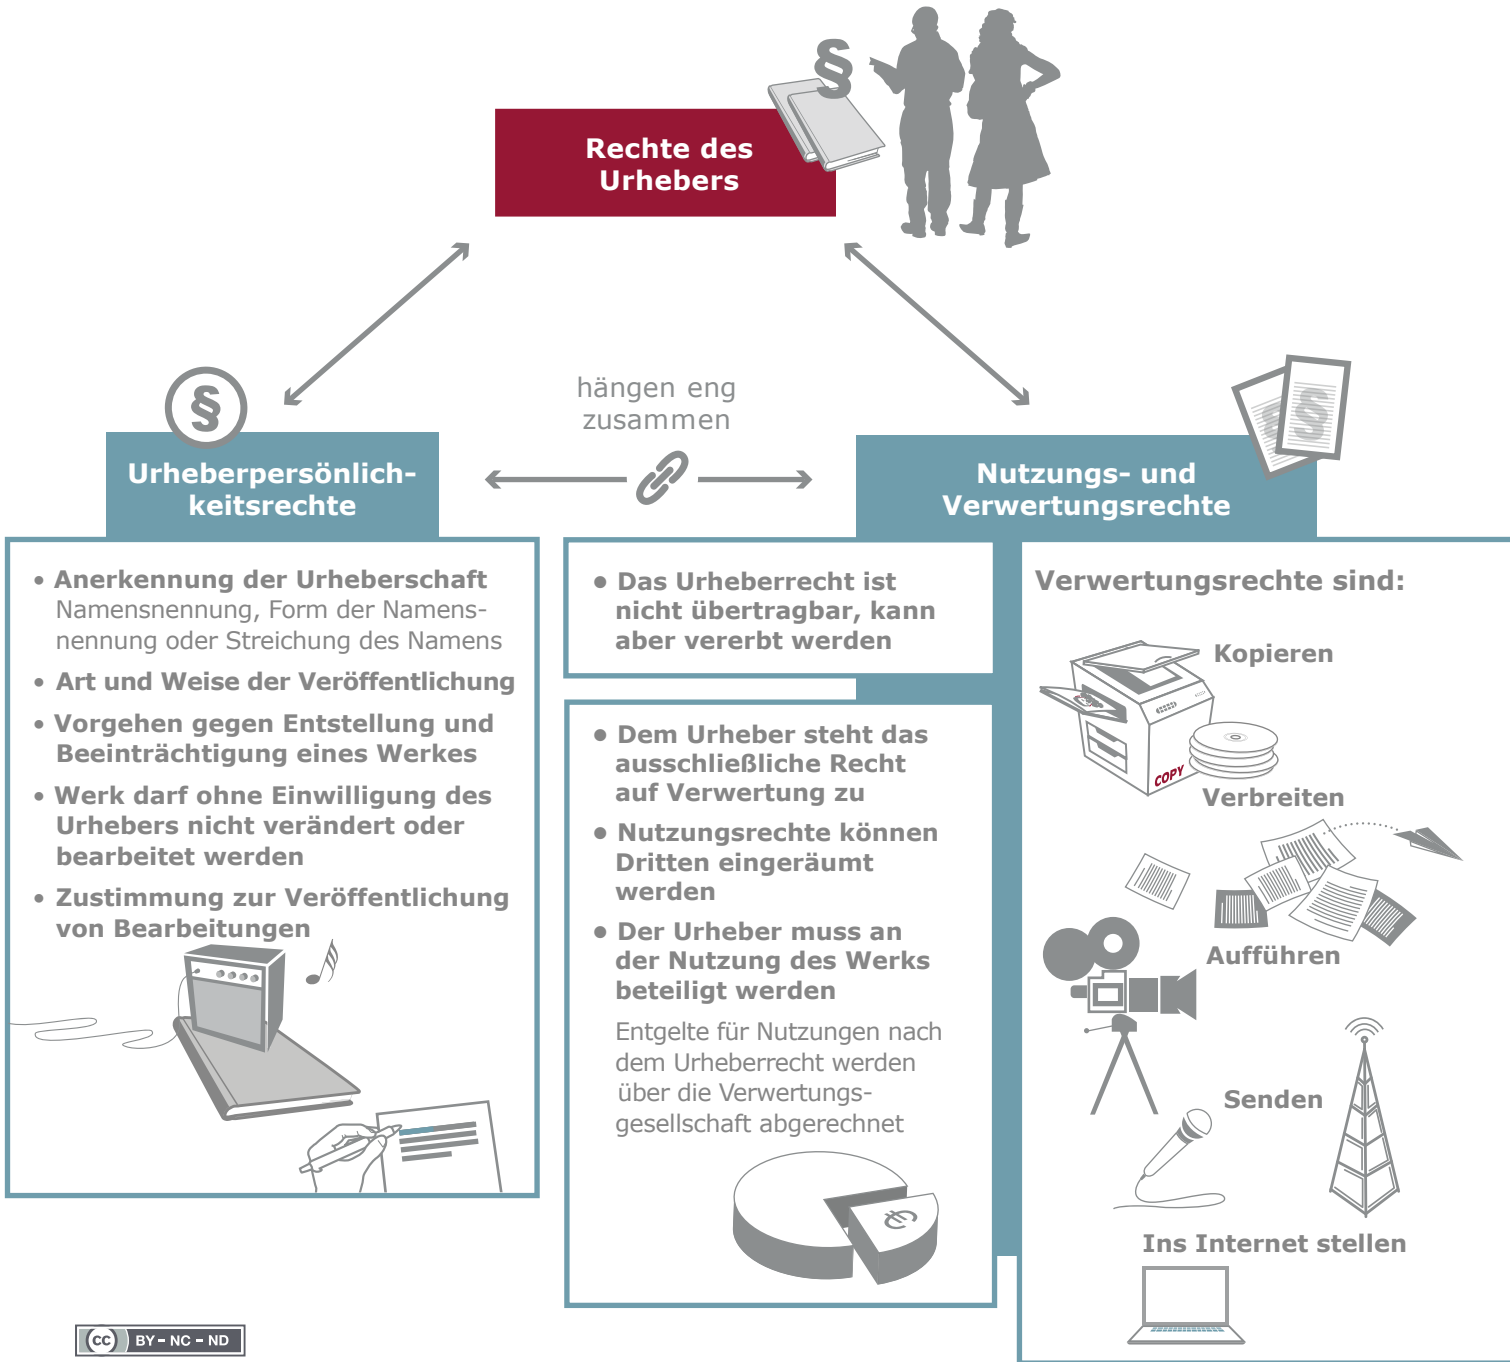 §
Rechte des
Urhebers
§
hängen eng
zusammen
§
§
Urheberpersönlich-
keitsrechte
Nutzungs- und
Verwertungsrechte
• Anerkennung der Urheberschaft
Namensnennung, Form der Namens-
nennung oder Streichung des Namens
• Art und Weise der Veröffentlichung
• Vorgehen gegen Entstellung und
Beeinträchtigung eines Werkes
• Werk darf ohne Einwilligung des
Urhebers nicht verändert oder
bearbeitet werden
• Zustimmung zur Veröffentlichung
von Bearbeitungen
• Das Urheberrecht ist
nicht übertragbar, kann
aber vererbt werden
• Dem Urheber steht das
ausschließliche Recht
auf Verwertung zu
• Nutzungsrechte können
Dritten eingeräumt
werden
• Der Urheber muss an
der Nutzung des Werks
beteiligt werden
Entgelte für Nutzungen nach
dem Urheberrecht werden
über die Verwertungs-
gesellschaft abgerechnet
€
Verwertungsrechte sind:
Kopieren
COPY
Verbreiten
Aufführen
Senden
Ins Internet stellen
cc BY - NC - ND